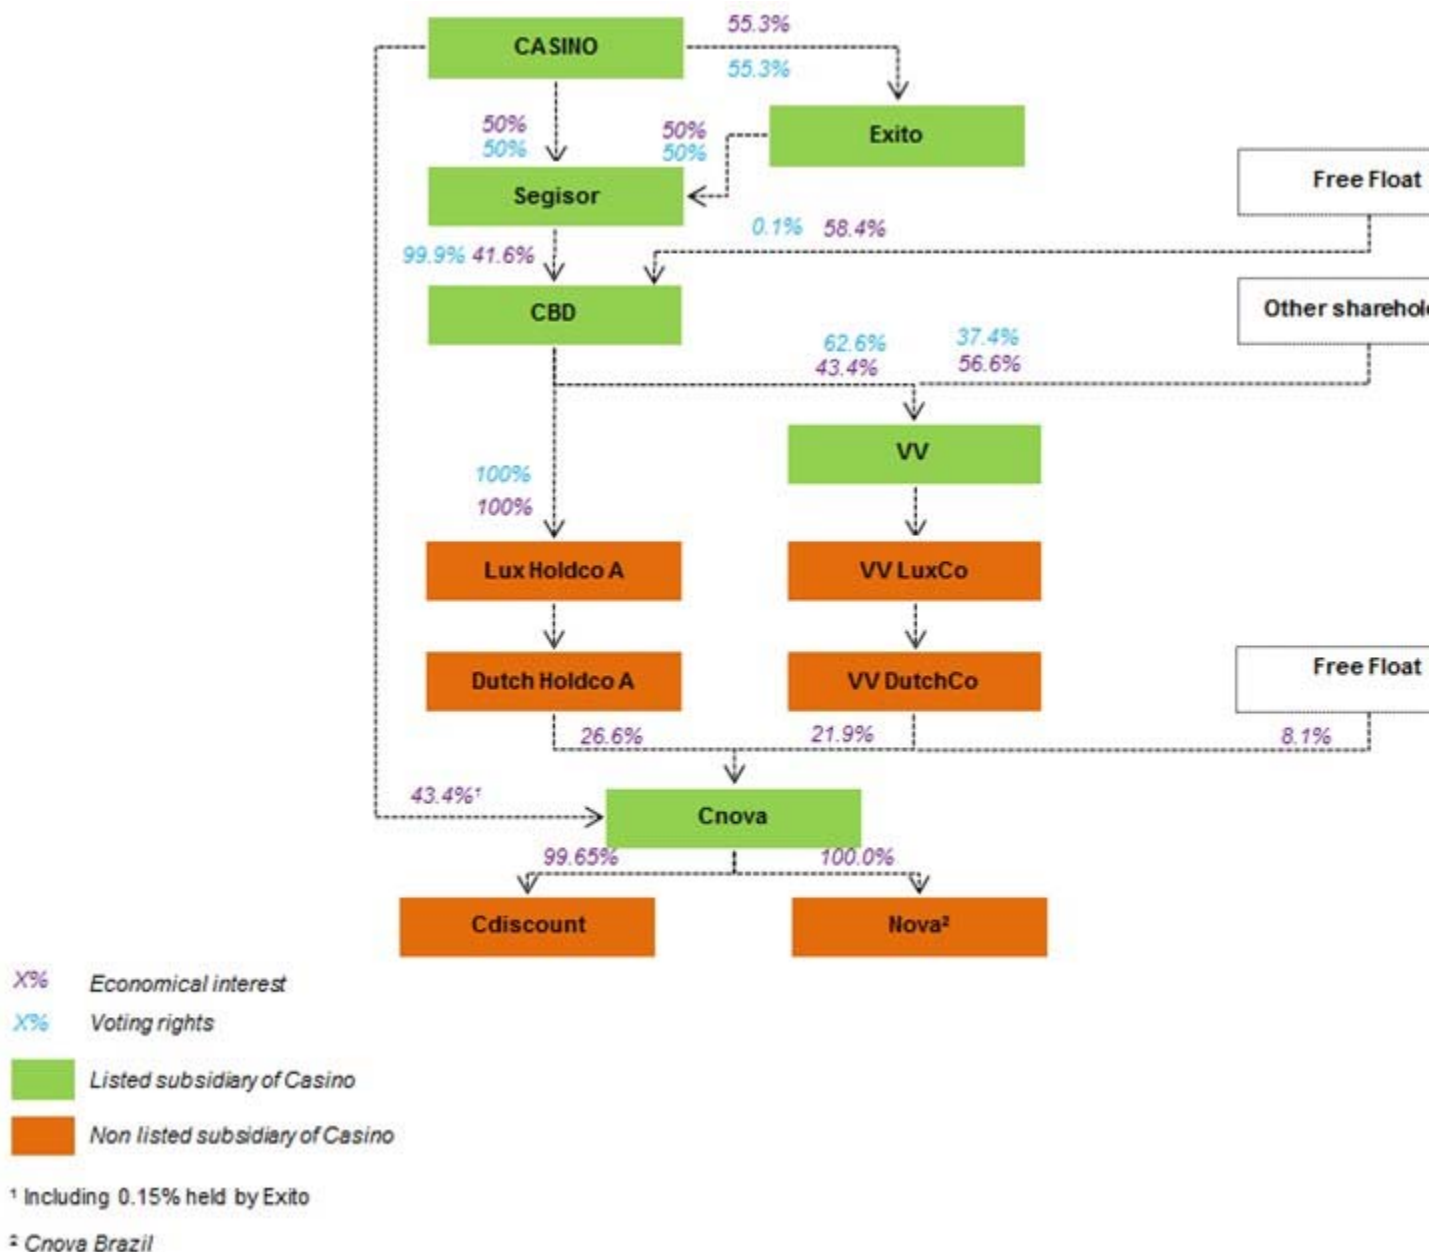 CASINO
55.3%
55.3%
Exito
50%
50%
50%
50%
Segisor
Free Float
0.1% 58.4%
99.9% 41.6%
CBD
Other
62.6%
43.4%
37.4%
56.6%
VV
100%
100%
Lux Holdco A
VV LuxCo
Dutch Holdco A
VV DutchCo
Free Float
26.6%
21.9%
8.1%
43.4%¹
Cnova
99.65%
100.0%
Cdiscount
Nova²
X% Economical interest
X% Voting rights
Listed subsidiary of Casino
Non listed subsidiary of Casino
¹ Including 0.15% held by Exito
² Cnova Brazil